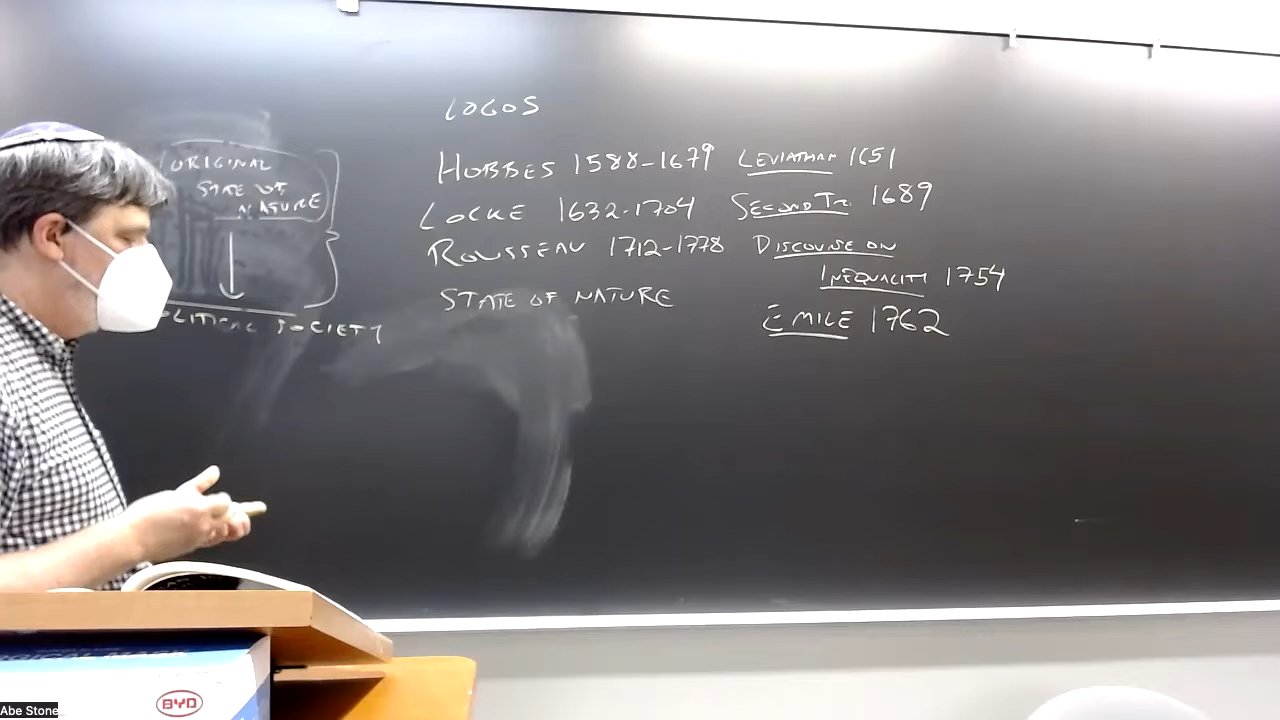 LOGOS
HOBBES 1588-1679 LEVIATHAN 1651
LOCKE 1632-1704 SECOND TR. 1689
ROUSSEAU 1712-1778 DISCOURSE ON
INEQUALITY 1754
STATE OF NATURE
EMILE 1762
ORIGINAL
STATE OF
NATURE
SOCIETY
BYD
Abe Stone